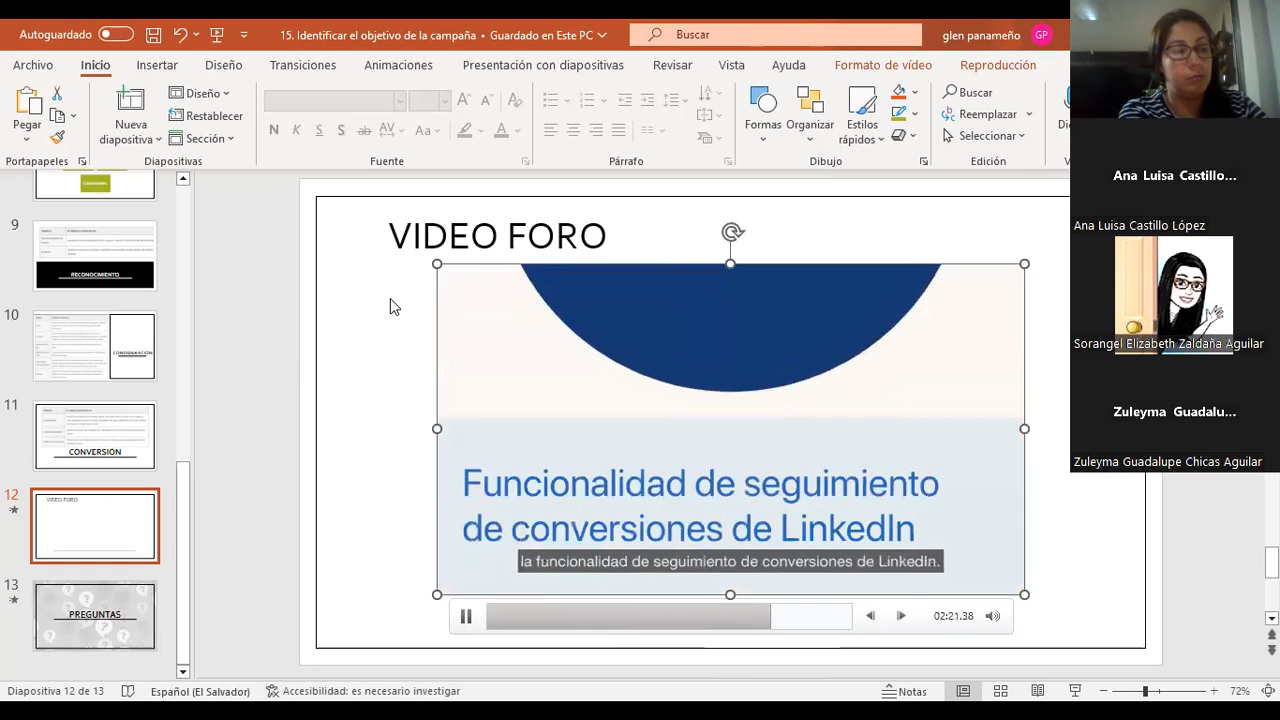 Autoguardado
15. Identificar el objetivo de la campaña • Guardado en Este PC
Buscar
glen panameño
GP
Archivo
Inicio
Insertar
Diseño
Transiciones
Animaciones
Presentación con diapositivas
Revisar
Vista
Ayuda
Formato de vídeo
Reproducción
Pegar
Nueva
diapositiva
Diseño
Restablecer
Sección
N K S S ab AV Aa A
Formas
Organizar
Estilos
rápidos
Buscar
Reemplazar
Seleccionar
Portapapeles
Diapositivas
Fuente
Párrafo
Dibujo
Edición
9
RECONOCIMIENTO
10
CONSIDERACIÓN
11
CONVERSION
12
VIDEO FORO
13
PREGUNTAS
VIDEO FORO
Funcionalidad de seguimiento
de conversiones de LinkedIn
la funcionalidad de seguimiento de conversiones de LinkedIn.
02:21.38
Ana Luisa Castillo...
Ana Luisa Castillo López
Sorangel Elizabeth Zaldaña Aguilar
Zuleyma Guadalu...
Zuleyma Guadalupe Chicas Aguilar
Diapositiva 12 de 13
Español (El Salvador)
Accesibilidad: es necesario investigar
Notas
72%